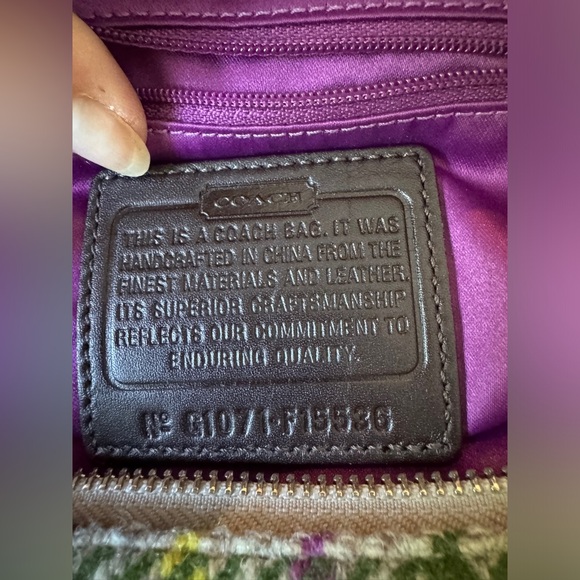 COACH
THIS IS A COACH BAG. IT WAS
HANDCRAFTED IN CHINA FROM THE
FINEST MATERIALS AND LEATHER.
ITS SUPERIOR CRAFTSMANSHIP
REFLECTS OUR COMMITMENT TO
ENDURING QUALITY.
Nº G1071-F15536